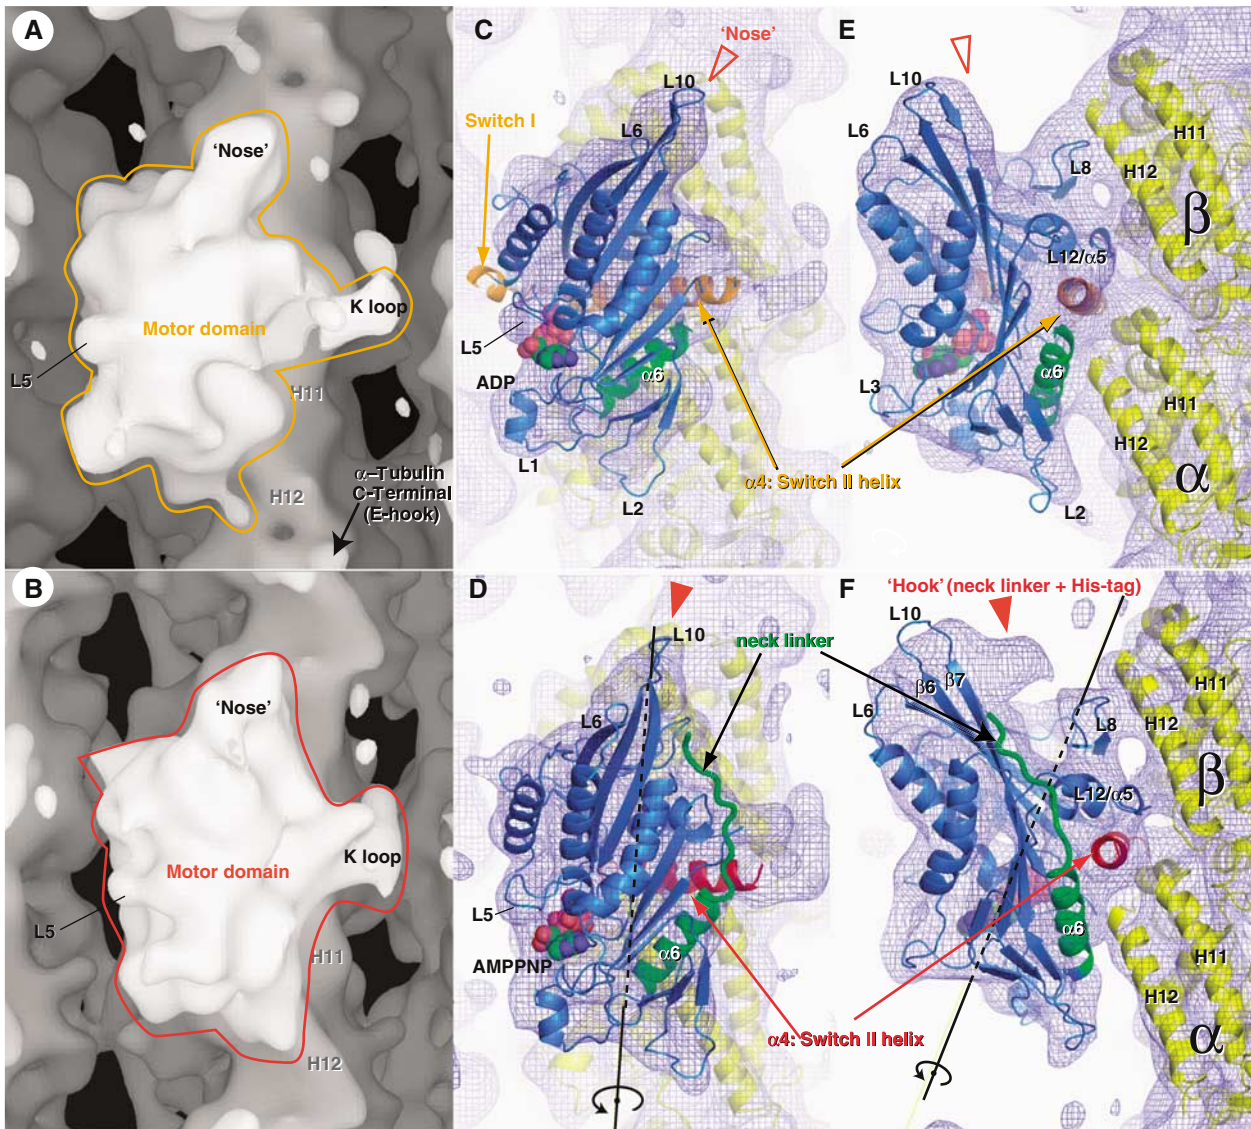 A
'Nose'
Motor domain
K loop
L5
H11
H12
α–Tubulin
C-Terminal
(E-hook)
C
'Nose'
L10
Switch I
L6
L5
ADP
α6
L1
L2
α4: Switch II helix
E
L10
L6
L8
H11
H12
β
L12/α5
L3
α6
H11
H12
α
L2
B
'Nose'
Motor domain
K loop
L5
H11
H12
D
L10
neck linker
L6
L5
AMPPNP
α6
α4: Switch II helix
F
'Hook' (neck linker + His-tag)
L10
β6
β7
L6
L8
H11
H12
β
L12/α5
α6
H11
H12
α